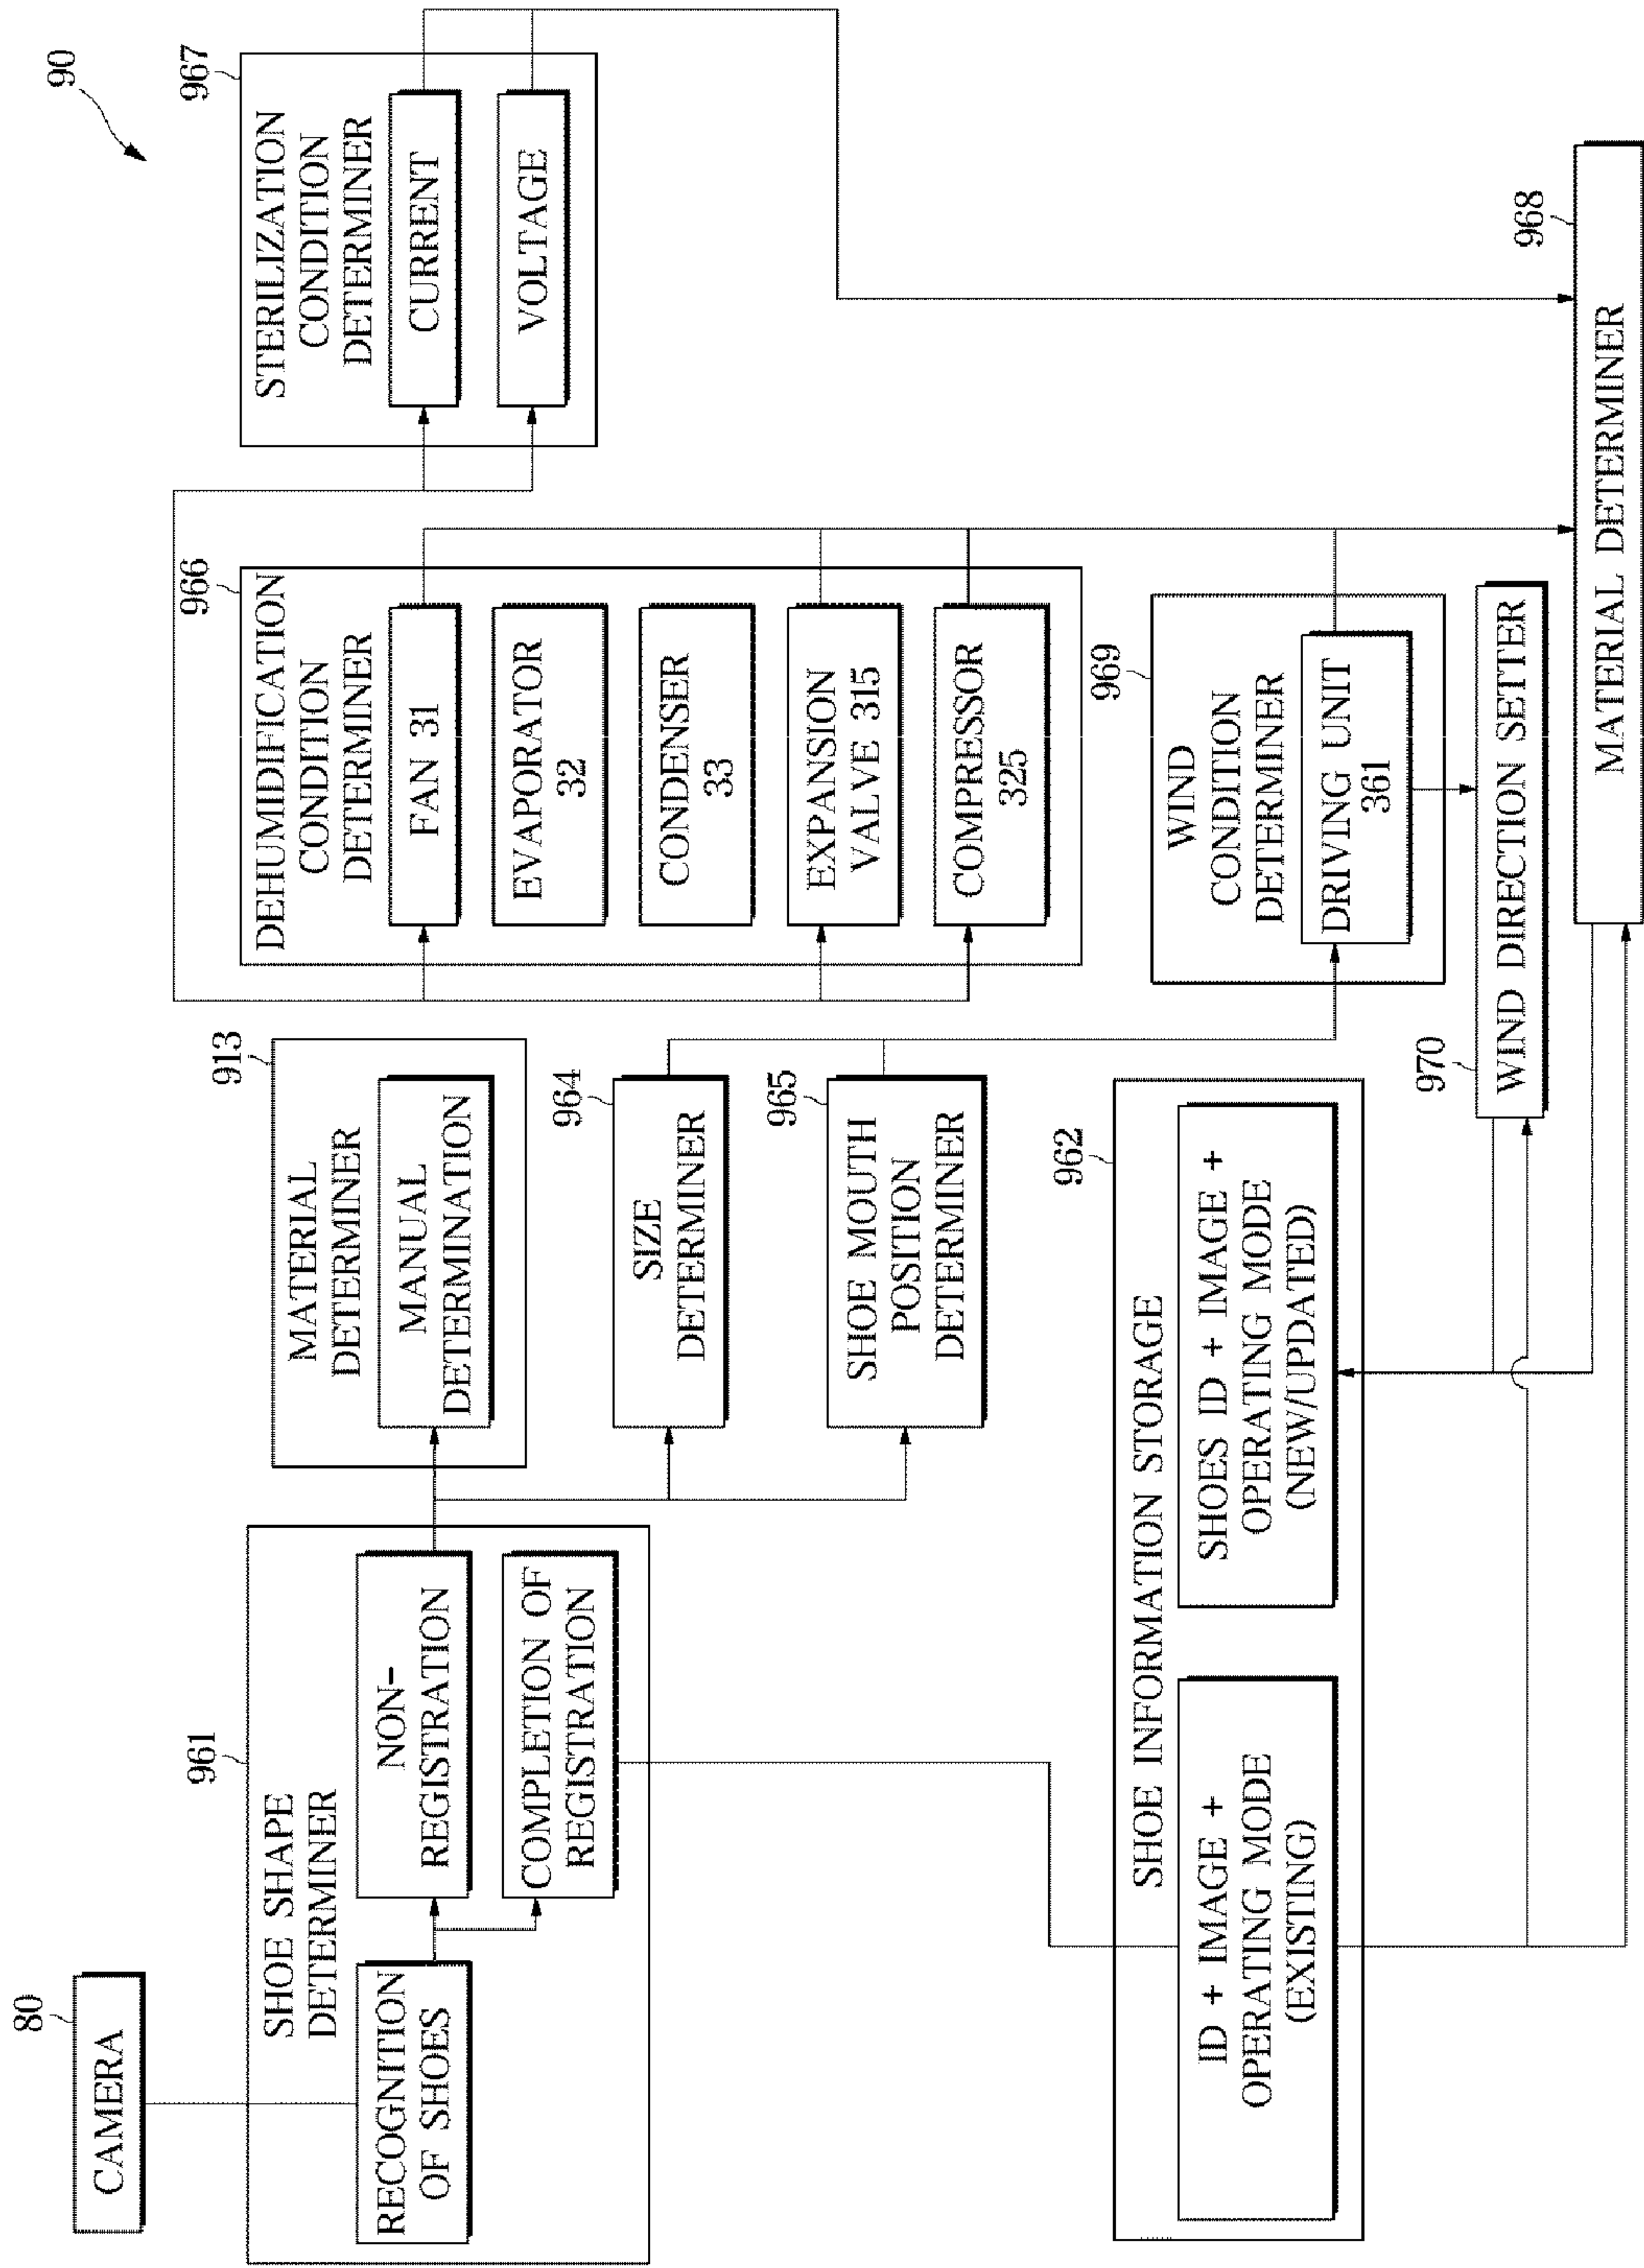 90
CAMERA
80
SHOE SHAPE
DETERMINER
961
RECOGNITION
OF SHOES
NON-
REGISTRATION
COMPLETION OF
REGISTRATION
MATERIAL
DETERMINER
913
MANUAL
DETERMINATION
SIZE
DETERMINER
964
SHOE MOUTH
POSITION
DETERMINER
965
DEHUMIDIFICATION
CONDITION
DETERMINER
966
FAN 31
EVAPORATOR
32
CONDENSER
33
EXPANSION
VALVE 315
COMPRESSOR
325
STERILIZATION
CONDITION
DETERMINER
967
CURRENT
VOLTAGE
WIND
CONDITION
DETERMINER
969
DRIVING UNIT
361
SHOE INFORMATION STORAGE
962
ID + IMAGE +
OPERATING MODE
(EXISTING)
SHOES ID + IMAGE +
OPERATING MODE
(NEW/UPDATED)
970
WIND DIRECTION SETTER
968
MATERIAL DETERMINER